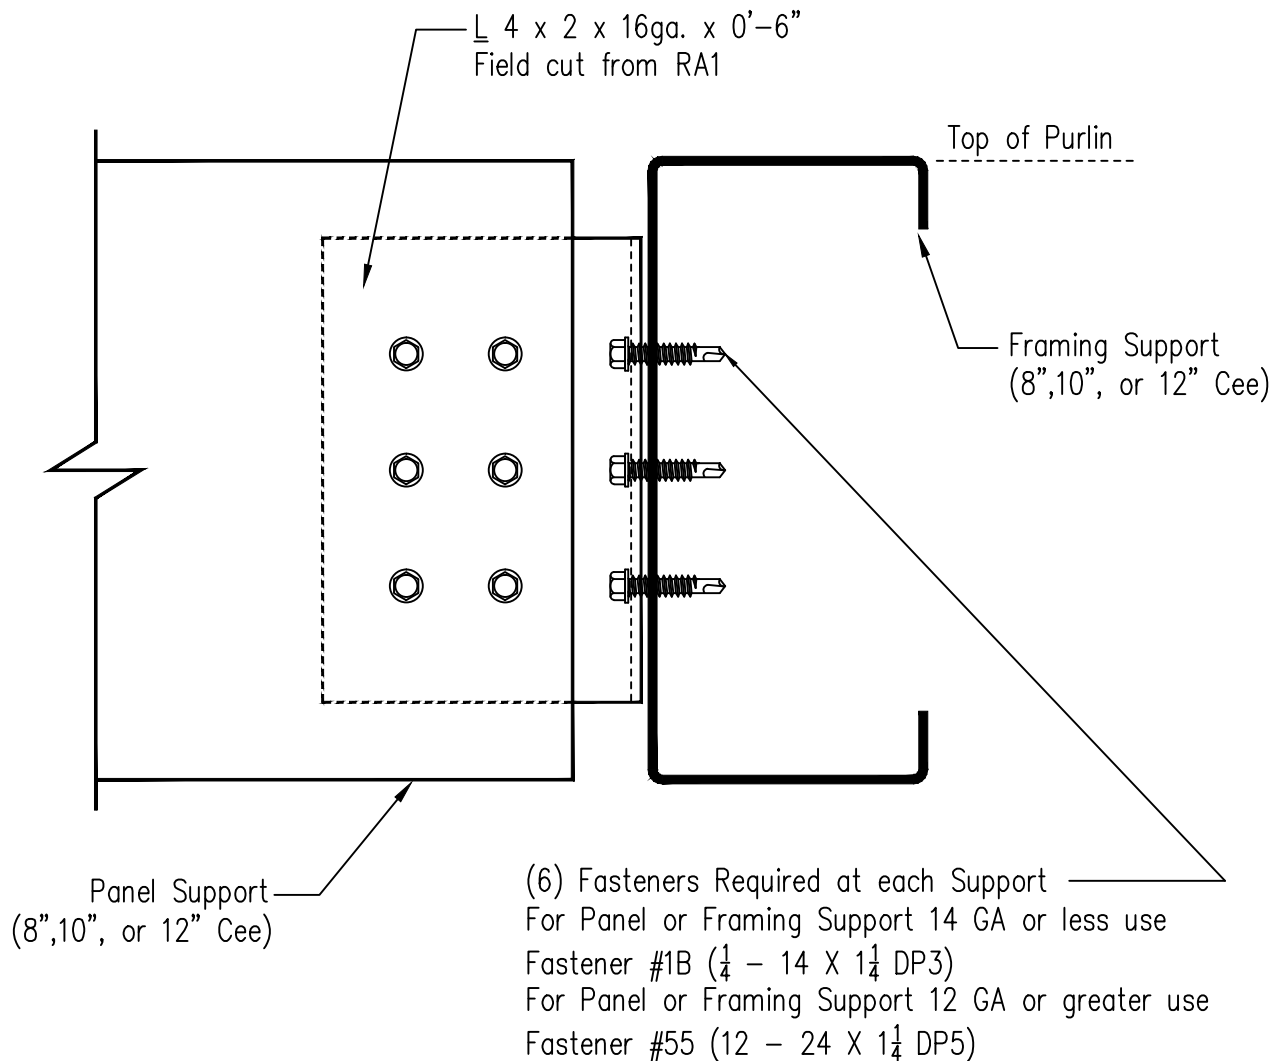 L 4 x 2 x 16ga. x 0'-6"
Field cut from RA1
Top of Purlin
Framing Support
(8",10", or 12" Cee)
Panel Support
(8",10", or 12" Cee)
(6) Fasteners Required at each Support
For Panel or Framing Support 14 GA or less use
Fastener #1B (1/4 - 14 X 1 1/4 DP3)
For Panel or Framing Support 12 GA or greater use
Fastener #55 (12 - 24 X 1 1/4 DP5)